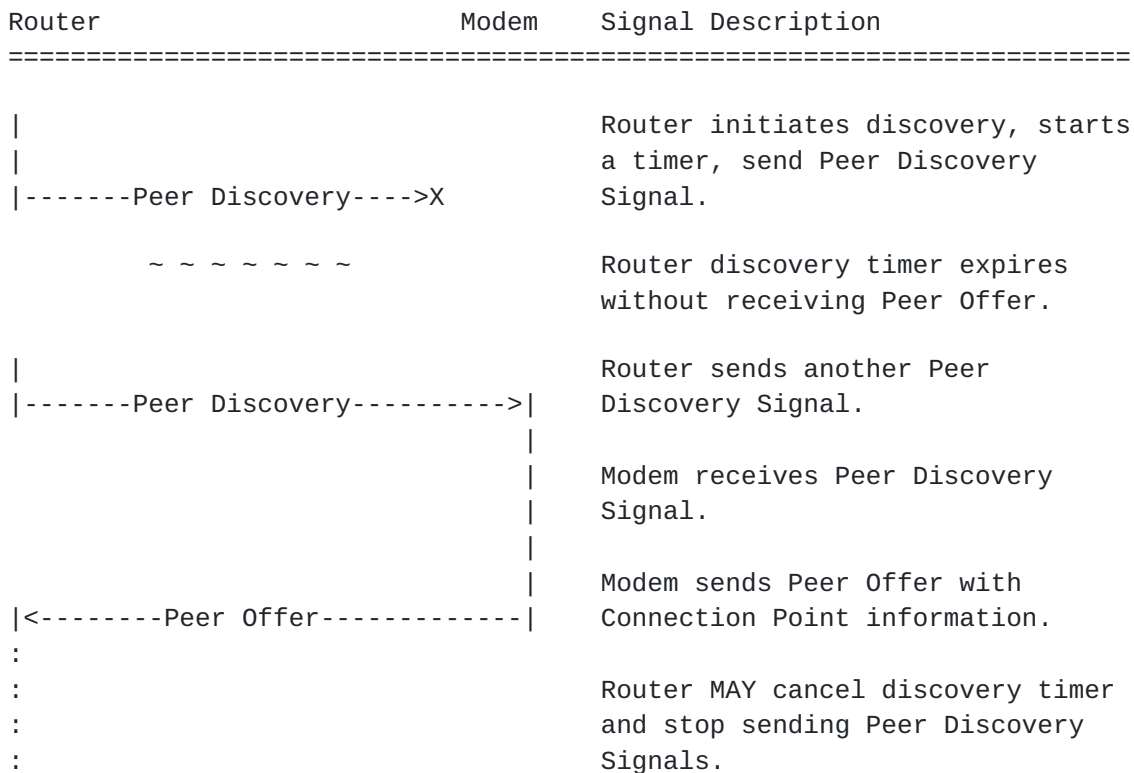 Router                       Modem    Signal Description
========================================================================

|                                     Router initiates discovery, starts
|                                     a timer, send Peer Discovery
|-------Peer Discovery---->X          Signal.

         ~ ~ ~ ~ ~ ~ ~                Router discovery timer expires
                                      without receiving Peer Offer.

|                                     Router sends another Peer
|-------Peer Discovery---------->|    Discovery Signal.
                                 |
                                 |    Modem receives Peer Discovery
                                 |    Signal.
                                 |
                                 |    Modem sends Peer Offer with
|<--------Peer Offer-------------|    Connection Point information.
:
:                                     Router MAY cancel discovery timer
:                                     and stop sending Peer Discovery
:                                     Signals.